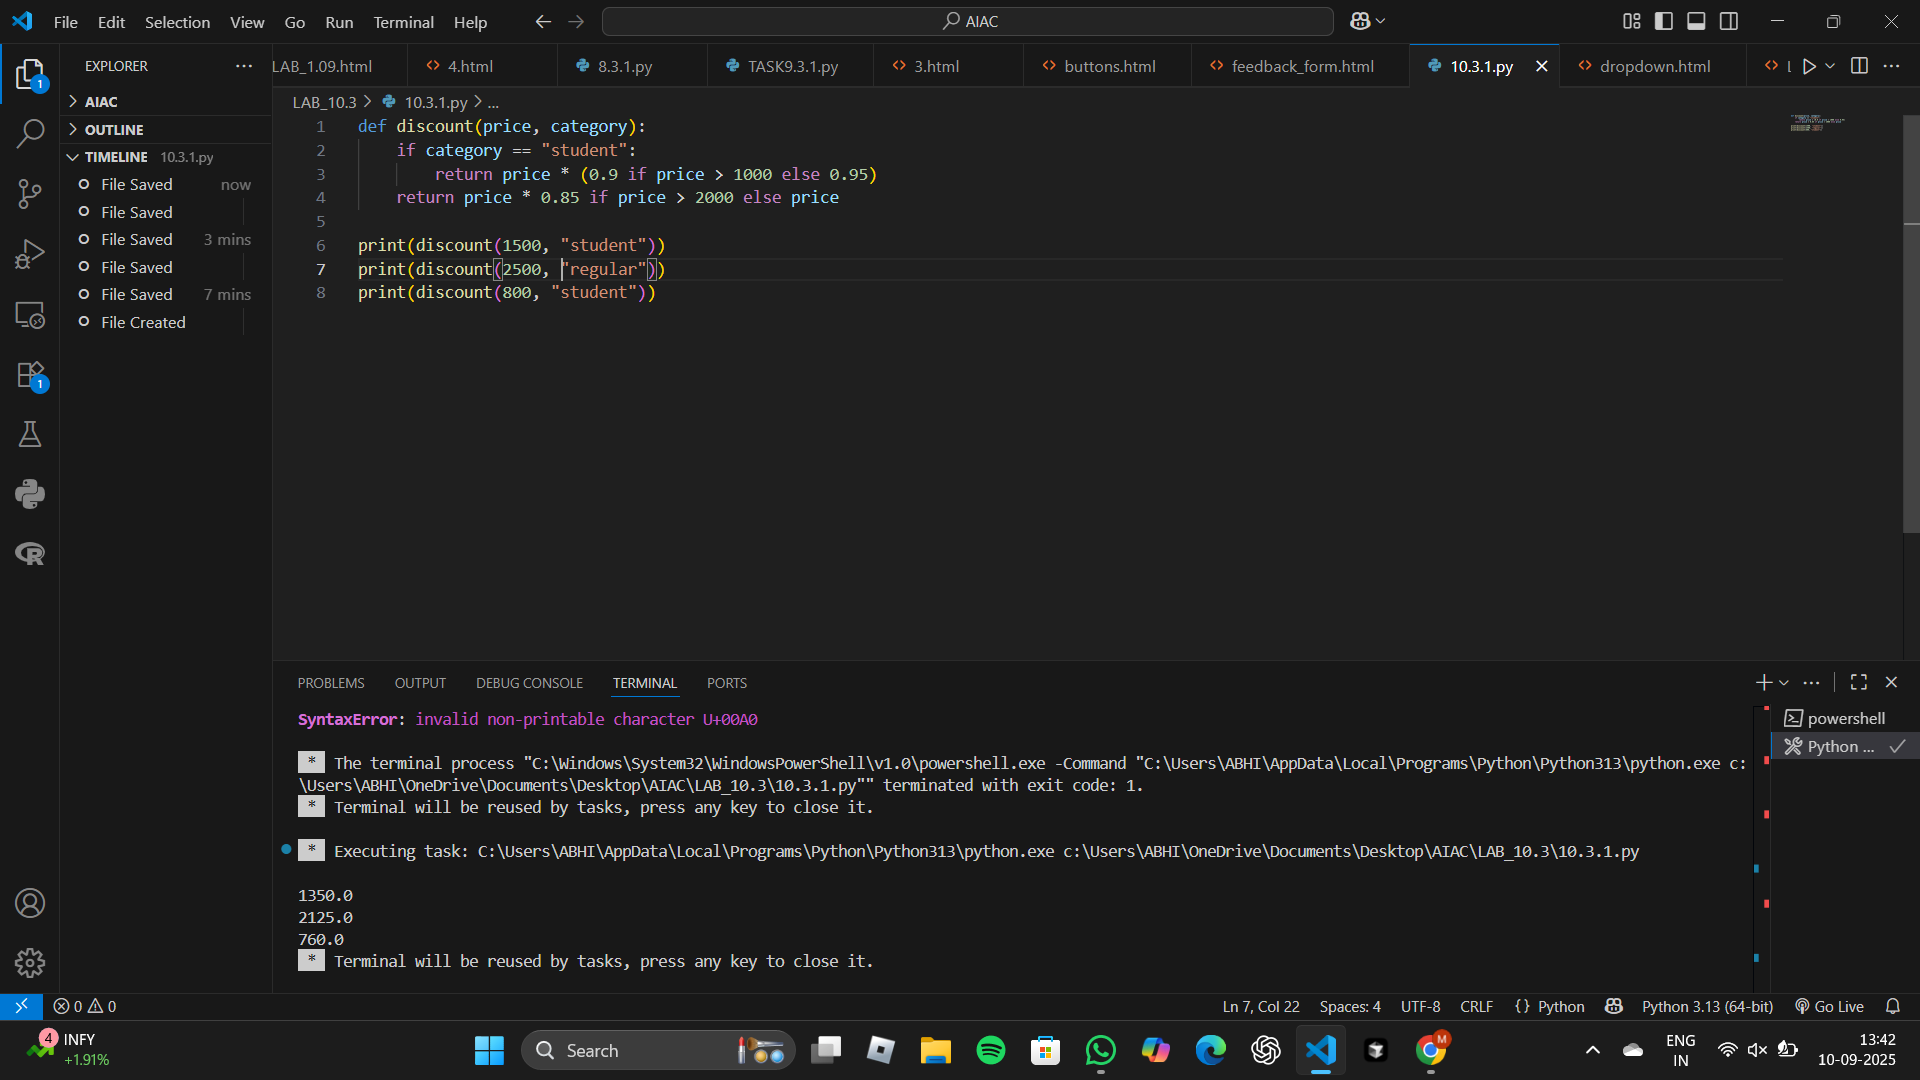 File Edit Selection View Go Run Terminal Help
AIAC
EXPLORER
LAB_1.09.html
4.html
8.3.1.py
TASK9.3.1.py
3.html
buttons.html
feedback_form.html
10.3.1.py
dropdown.html
AIAC
OUTLINE
TIMELINE 10.3.1.py
File Saved now
File Saved
File Saved 3 mins
File Saved
File Saved 7 mins
File Created
1
1
LAB_10.3 > 10.3.1.py > ...
1 def discount(price, category):
2 if category == "student":
3 return price * (0.9 if price > 1000 else 0.95)
4 return price * 0.85 if price > 2000 else price
5
6 print(discount(1500, "student"))
7 print(discount(2500, "regular"))
8 print(discount(800, "student"))
PROBLEMS OUTPUT DEBUG CONSOLE TERMINAL PORTS
SyntaxError: invalid non-printable character U+00A0
* The terminal process "C:\Windows\System32\WindowsPowerShell\v1.0\powershell.exe -Command "C:\Users\ABHI\AppData\Local\Programs\Python\Python313\python.exe c:
\Users\ABHI\OneDrive\Documents\Desktop\AIAC\LAB_10.3\10.3.1.py"" terminated with exit code: 1.
* Terminal will be reused by tasks, press any key to close it.
* Executing task: C:\Users\ABHI\AppData\Local\Programs\Python\Python313\python.exe c:\Users\ABHI\OneDrive\Documents\Desktop\AIAC\LAB_10.3\10.3.1.py
1350.0
2125.0
760.0
* Terminal will be reused by tasks, press any key to close it.
powershell
Python ...
0 0
Ln 7, Col 22 Spaces: 4 UTF-8 CRLF {} Python Python 3.13 (64-bit) Go Live
4
INFY
+1.91%
Search
M
ENG
IN
13:42
10-09-2025